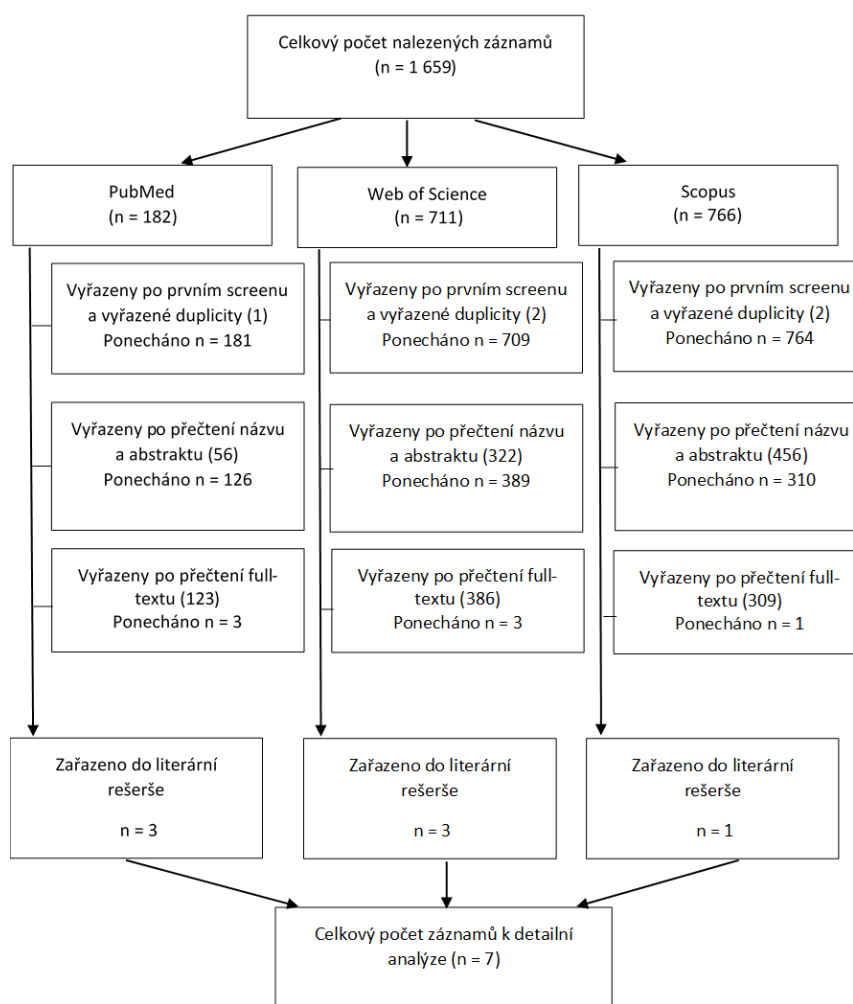 Celkový počet nalezených záznamů
(n = 1 659)
PubMed
(n = 182)
Web of Science
(n = 711)
Scopus
(n = 766)
Vyřazeny po prvním screenu
a vyřazené duplicity (1)
Ponecháno n = 181
Vyřazeny po prvním screenu
a vyřazené duplicity (2)
Ponecháno n = 709
Vyřazeny po prvním screenu
a vyřazené duplicity (2)
Ponecháno n = 764
Vyřazeny po přečtení názvu
a abstraktu (56)
Ponecháno n = 126
Vyřazeny po přečtení názvu
a abstraktu (322)
Ponecháno n = 389
Vyřazeny po přečtení názvu
a abstraktu (456)
Ponecháno n = 310
Vyřazeny po přečtení full-
textu (123)
Ponecháno n = 3
Vyřazeny po přečtení full-
textu (386)
Ponecháno n = 3
Vyřazeny po přečtení full-
textu (309)
Ponecháno n = 1
Zařazeno do literární
rešerše
n = 3
Zařazeno do literární
rešerše
n = 3
Zařazeno do literární
rešerše
n = 1
Celkový počet záznamů k detailní
analýze (n = 7)